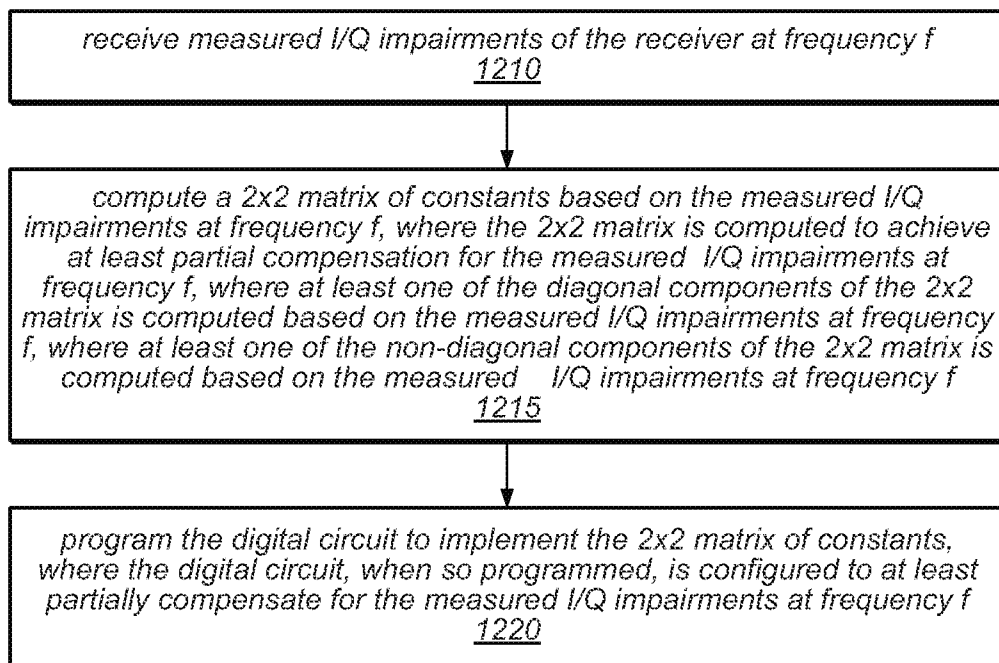 receive measured I/Q impairments of the receiver at frequency f
1210
compute a 2x2 matrix of constants based on the measured I/Q
impairments at frequency f, where the 2x2 matrix is computed to achieve
at least partial compensation for the measured I/Q impairments at
frequency f, where at least one of the diagonal components of the 2x2
matrix is computed based on the measured I/Q impairments at frequency
f, where at least one of the non-diagonal components of the 2x2 matrix is
computed based on the measured I/Q impairments at frequency f
1215
program the digital circuit to implement the 2x2 matrix of constants,
where the digital circuit, when so programmed, is configured to at least
partially compensate for the measured I/Q impairments at frequency f
1220